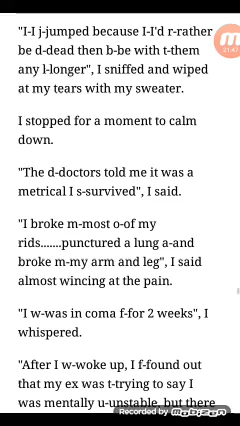 "I-I j-jumped because I-I'd r-rather
be d-dead then b-be with t-them
any l-longer", I sniffed and wiped
at my tears with my sweater.
I stopped for a moment to calm
down.
"The d-doctors told me it was a
metrical I s-survived", I said.
"I broke m-most o-of my
rids.......punctured a lung a-and
broke m-my arm and leg", I said
almost wincing at the pain.
"I w-was in coma f-for 2 weeks", I
whispered.
"After I w-woke up, I f-found out
that my ex was t-trying to say I
was mentally u-unstable, but there
Recorded by mobizen
21:47